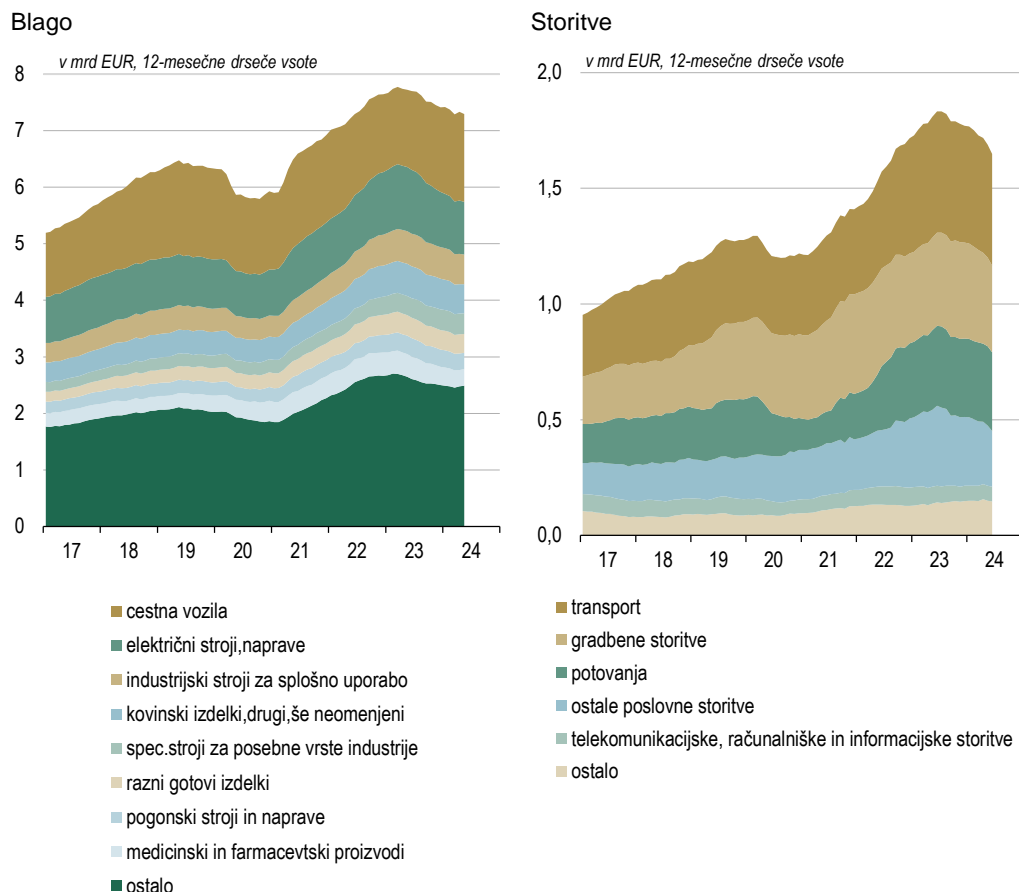 Blago
v mrd EUR, 12-mesečne drseče vsote
8
7
6
5
4
3
2
1
0
17 18 19 20 21 22 23 24
cestna vozila
električni stroji,naprave
industrijski stroji za splošno uporabo
kovinski izdelki,drugi,še neomenjeni
spec.stroji za posebne vrste industrije
razni gotovi izdelki
pogonski stroji in naprave
medicinski in farmacevtski proizvodi
ostalo
Storitve
v mrd EUR, 12-mesečne drseče vsote
2,0
1,5
1,0
0,5
0,0
17 18 19 20 21 22 23 24
transport
gradbene storitve
potovanja
ostale poslovne storitve
telekomunikacijske, računalniške in informacijske storitve
ostalo